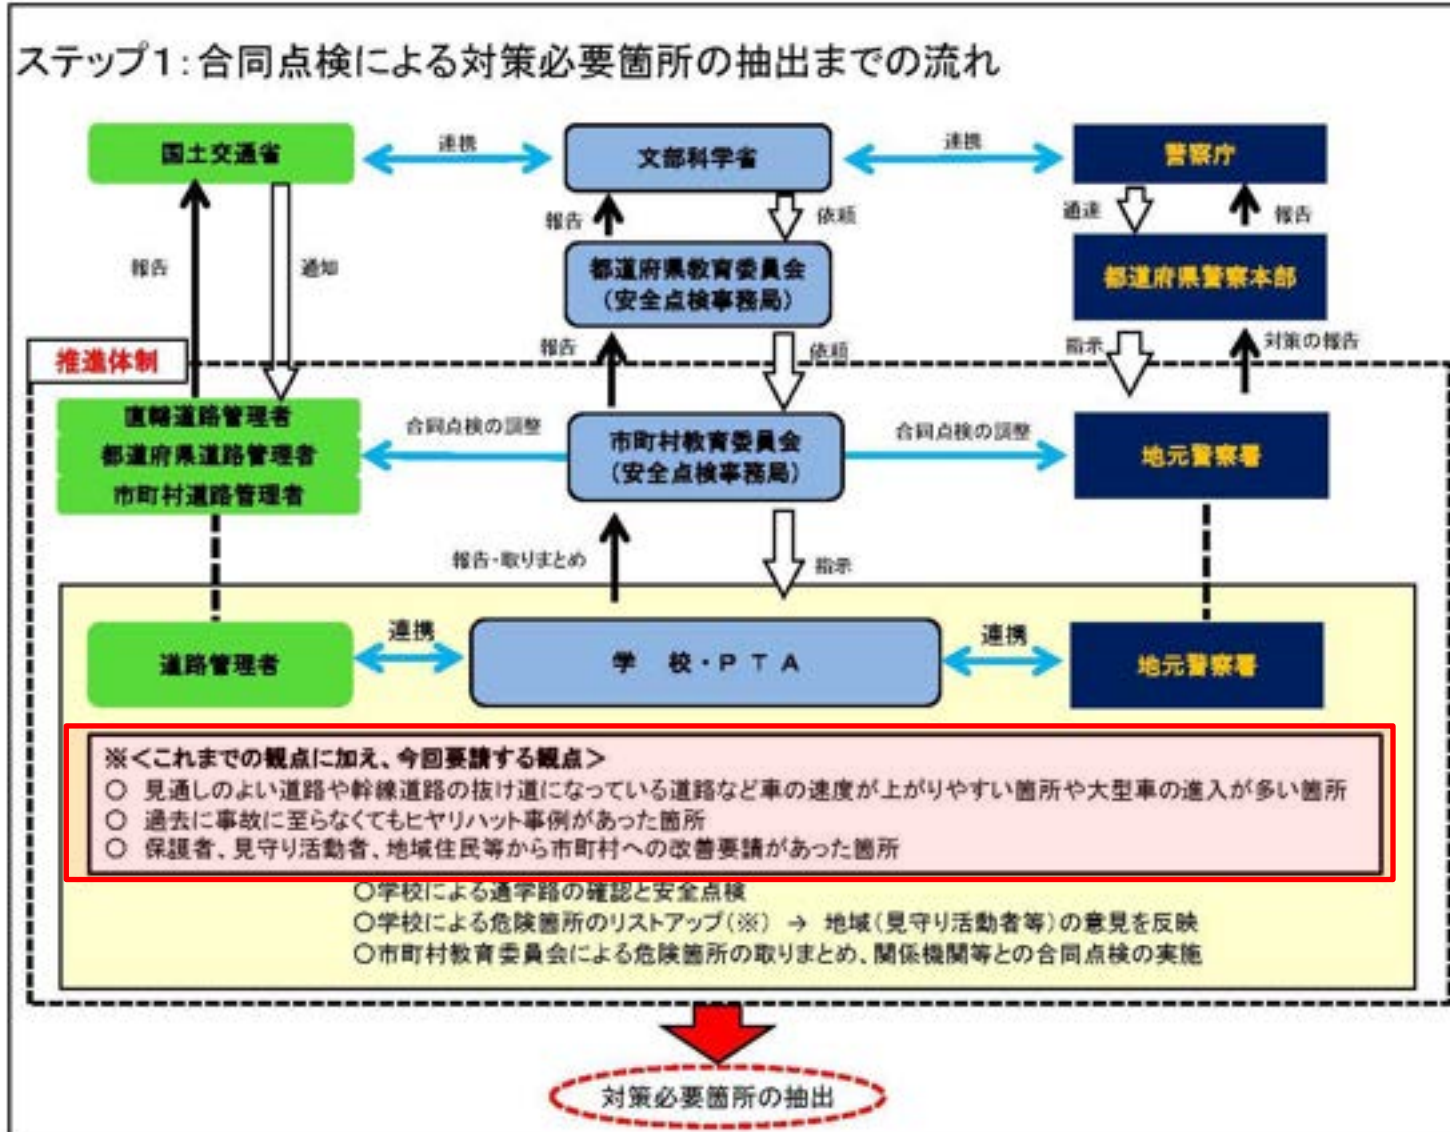 ステップ1:合同点検による対策必要箇所の抽出までの流れ
国土交通省
連携
文部科学省
連携
警察庁
報告
通知
報告
依頼
通達
報告
都道府県教育委員会
(安全点検事務局)
都道府県警察本部
報告
依頼
指示
対策の報告
推進体制
直轄道路管理者
都道府県道路管理者
市町村道路管理者
合同点検の調整
市町村教育委員会
(安全点検事務局)
合同点検の調整
地元警察署
報告・取りまとめ
指示
道路管理者
連携
学 校・PTA
連携
地元警察署
※<これまでの観点に加え、今回要請する観点>
○ 見通しのよい道路や幹線道路の抜け道になっている道路など車の速度が上がりやすい箇所や大型車の進入が多い箇所
○ 過去に事故に至らなくてもヒヤリハット事例があった箇所
○ 保護者、見守り活動者、地域住民等から市町村への改善要請があった箇所
○学校による通学路の確認と安全点検
○学校による危険箇所のリストアップ(※) → 地域(見守り活動者等)の意見を反映
○市町村教育委員会による危険箇所の取りまとめ、関係機関等との合同点検の実施
対策必要箇所の抽出